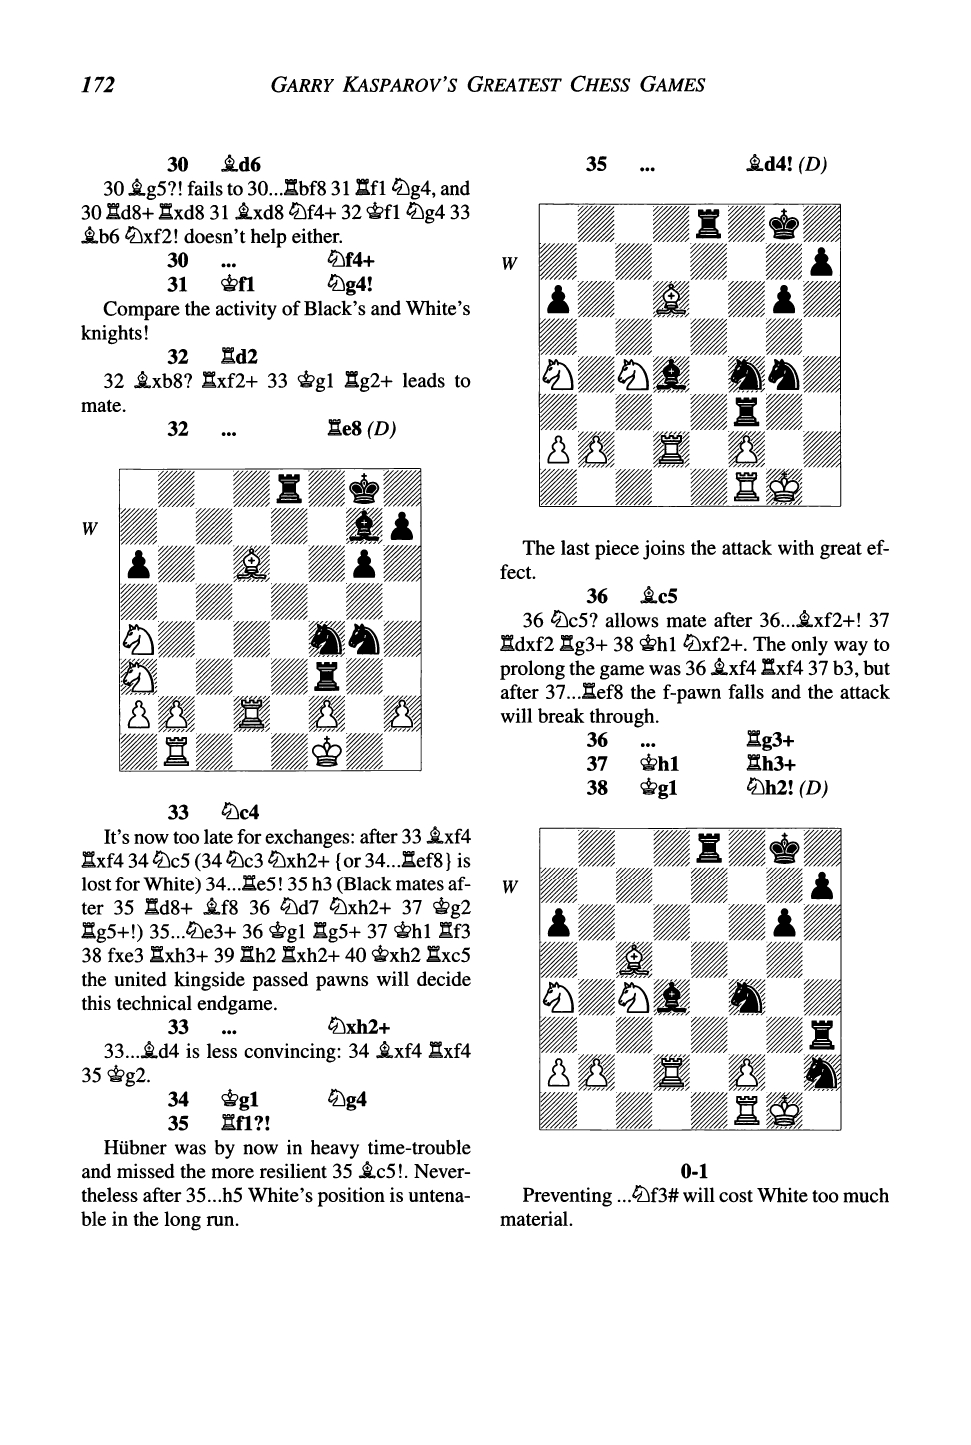 172 GARRY KASPAROV'S GREATEST CHESS GAMES
30 ♗d6
30 ♗g5?! fails to 30...♖bf8 31 ♖f1 ♘g4, and
30 ♖d8+ ♖xd8 31 ♗xd8 ♘f4+ 32 ♔f1 ♘g4 33
♗b6 ♘xf2! doesn't help either.
30 ... ♘f4+
31 ♔f1 ♘g4!
Compare the activity of Black's and White's
knights!
32 ♖d2
32 ♗xb8? ♖xf2+ 33 ♔g1 ♖g2+ leads to
mate.
32 ... ♖e8 (D)
W
33 ♘c4
It's now too late for exchanges: after 33 ♗xf4
♖xf4 34 ♘c5 (34 ♘c3 ♘xh2+ {or 34...♖ef8} is
lost for White) 34...♖e5! 35 h3 (Black mates af-
ter 35 ♖d8+ ♗f8 36 ♘d7 ♘xh2+ 37 ♔g2
♖g5+!) 35...♘e3+ 36 ♔g1 ♖g5+ 37 ♔h1 ♖f3
38 fxe3 ♖xh3+ 39 ♖h2 ♖xh2+ 40 ♔xh2 ♖xc5
the united kingside passed pawns will decide
this technical endgame.
33 ... ♘xh2+
33...♗d4 is less convincing: 34 ♗xf4 ♖xf4
35 ♔g2.
34 ♔g1 ♘g4
35 ♖f1?!
Hübner was by now in heavy time-trouble
and missed the more resilient 35 ♗c5!. Never-
theless after 35...h5 White's position is untena-
ble in the long run.
35 ... ♗d4! (D)
W
The last piece joins the attack with great ef-
fect.
36 ♗c5
36 ♘c5? allows mate after 36...♗xf2+! 37
♖dxf2 ♖g3+ 38 ♔h1 ♘xf2+. The only way to
prolong the game was 36 ♗xf4 ♖xf4 37 b3, but
after 37...♖ef8 the f-pawn falls and the attack
will break through.
36 ... ♖g3+
37 ♔h1 ♖h3+
38 ♔g1 ♘h2! (D)
W
0-1
Preventing ...♘f3# will cost White too much
material.